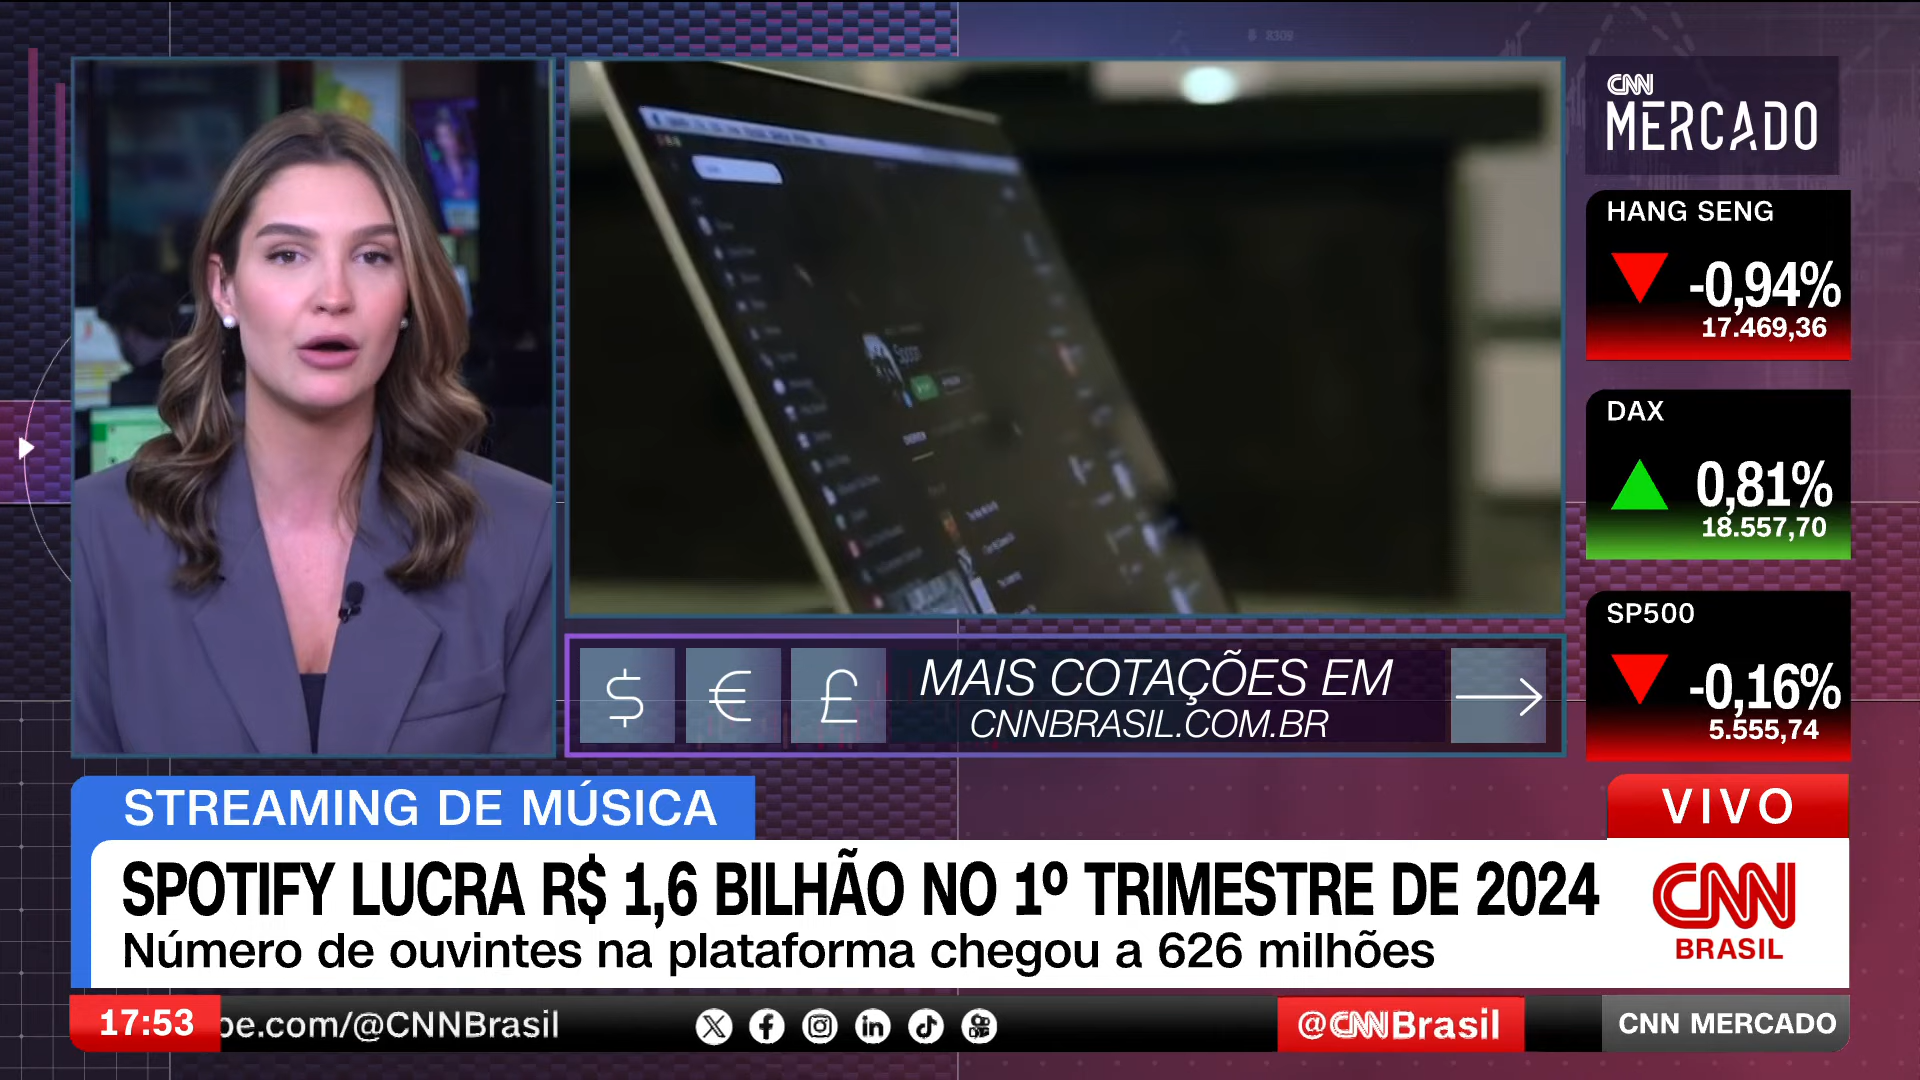 CNN
MERCADO
HANG SENG
-0,94%
17.469,36
DAX
0,81%
18.557,70
SP500
-0,16%
5.555,74
$ € £
MAIS COTAÇÕES EM
CNNBRASIL.COM.BR
STREAMING DE MÚSICA
VIVO
SPOTIFY LUCRA R$ 1,6 BILHÃO NO 1º TRIMESTRE DE 2024
Número de ouvintes na plataforma chegou a 626 milhões
CNN
BRASIL
17:53
be.com/@CNNBrasil
@CNNBrasil
CNN MERCADO